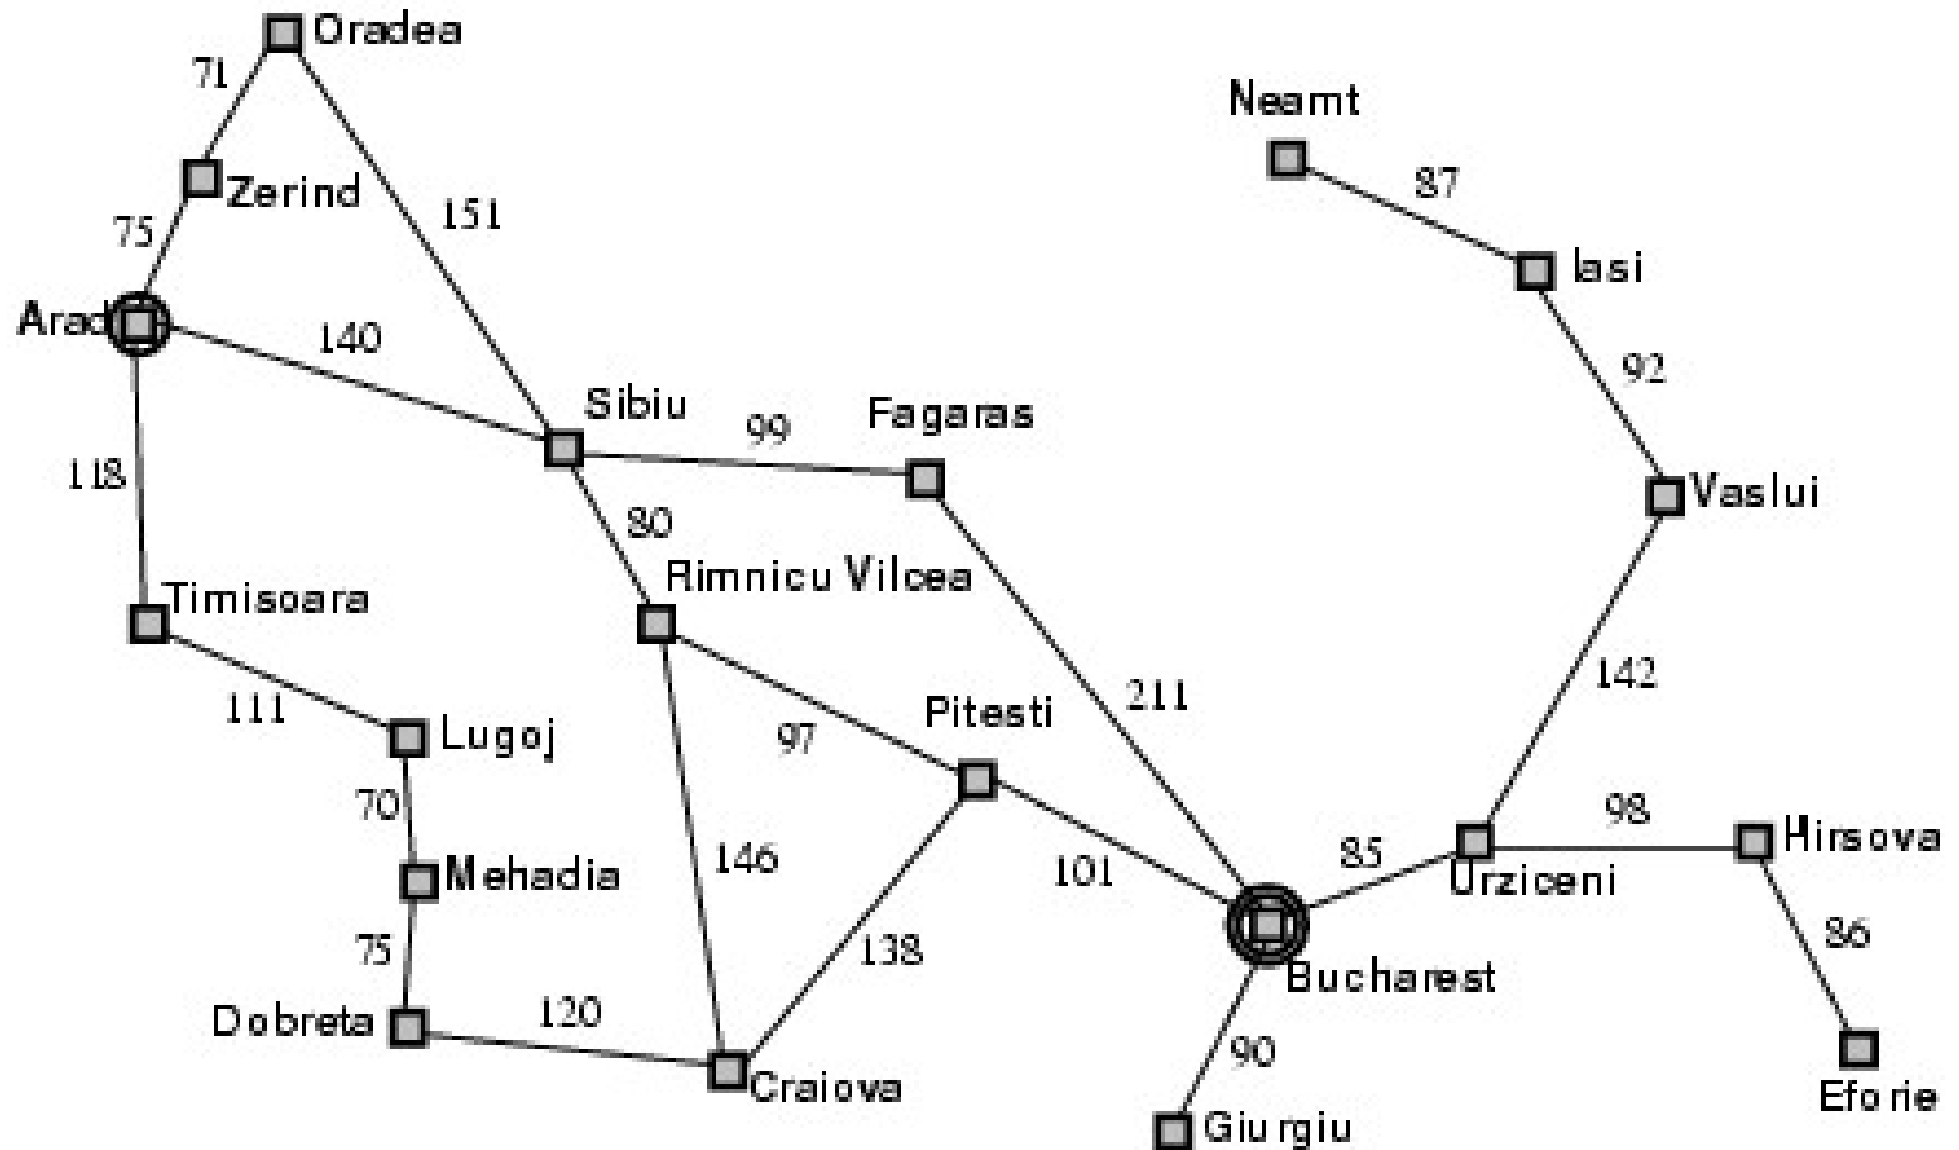 Oradea
71
Neamt
87
Zerind
151
75
Iasi
Arad
140
92
Sibiu
Fagaras
99
118
Vaslui
80
Rimnicu Vilcea
Timisoara
142
211
111
Lugoj
97
Pitesti
70
98
Hirsova
146
101
85
Mehadia
Urziceni
138
86
75
Bucharest
Dobreta
120
90
Craiova
Eforie
Giurgiu